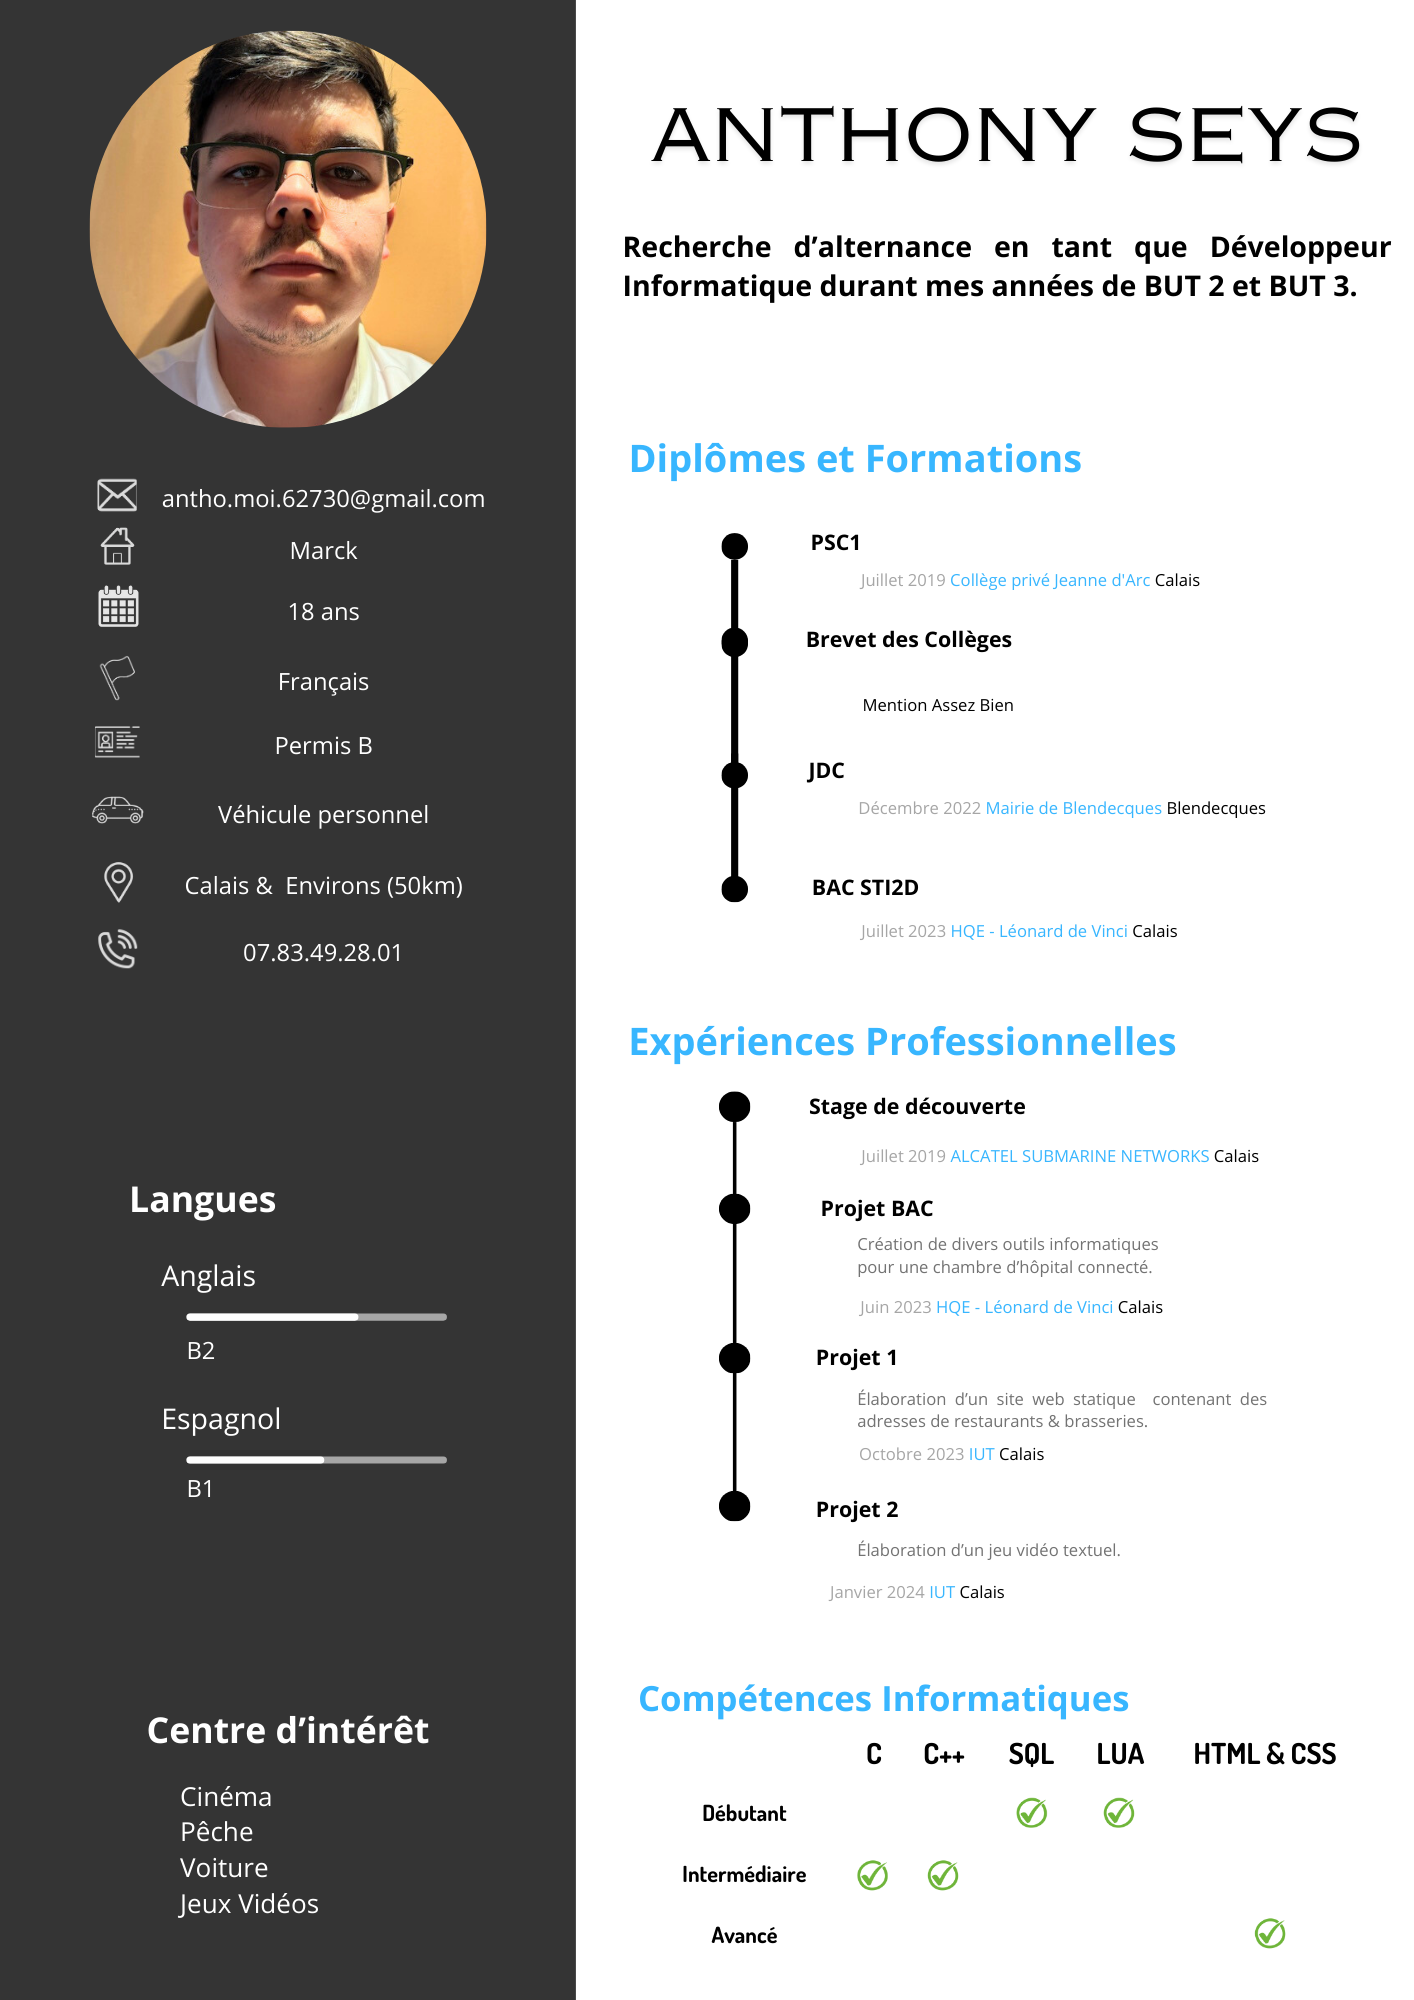 antho.moi.62730@gmail.com
Marck
18 ans
Français
Permis B
Véhicule personnel
Calais & Environs (50km)
07.83.49.28.01
Langues
Anglais
B2
Espagnol
B1
Centre d’intérêt
Cinéma
Pêche
Voiture
Jeux Vidéos
ANTHONY SEYS
Recherche d’alternance en tant que Développeur
Informatique durant mes années de BUT 2 et BUT 3.
Diplômes et Formations
PSC1
Juillet 2019 Collège privé Jeanne d'Arc Calais
Brevet des Collèges
Mention Assez Bien
JDC
Décembre 2022 Mairie de Blendecques Blendecques
BAC STI2D
Juillet 2023 HQE - Léonard de Vinci Calais
Expériences Professionnelles
Stage de découverte
Juillet 2019 ALCATEL SUBMARINE NETWORKS Calais
Projet BAC
Création de divers outils informatiques
pour une chambre d’hôpital connecté.
Juin 2023 HQE - Léonard de Vinci Calais
Projet 1
Élaboration d’un site web statique contenant des
adresses de restaurants & brasseries.
Octobre 2023 IUT Calais
Projet 2
Élaboration d’un jeu vidéo textuel.
Janvier 2024 IUT Calais
Compétences Informatiques
C C++ SQL LUA HTML & CSS
Débutant
Intermédiaire
Avancé